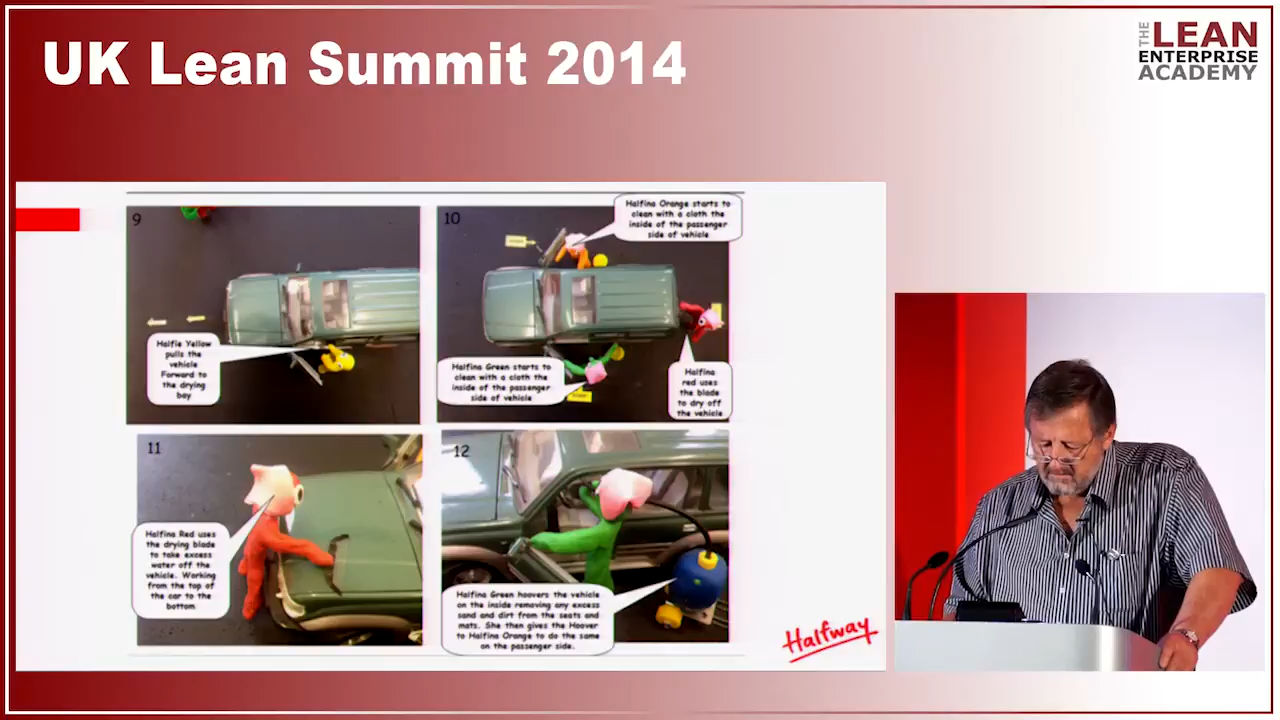 UK Lean Summit 2014
THE
LEAN
ENTERPRISE
ACADEMY
9
Halfie Yellow
pulls the
vehicle
Forward to
the drying
bay
10
Halfina Orange starts to
clean with a cloth the
inside of the passenger
side of vehicle
Halfina Green starts to
clean with a cloth the
inside of the passenger
side of vehicle
Halfina
red uses
the blade
to dry off
the vehicle
11
Halfina Red uses
the drying blade
to take excess
water off the
vehicle. Working
from the top of
the car to the
bottom
12
Halfina Green hoovers the vehicle
on the inside removing any excess
sand and dirt from the seats and
mats. She then gives the Hoover
to Halfina Orange to do the same
on the passenger side.
Halfway